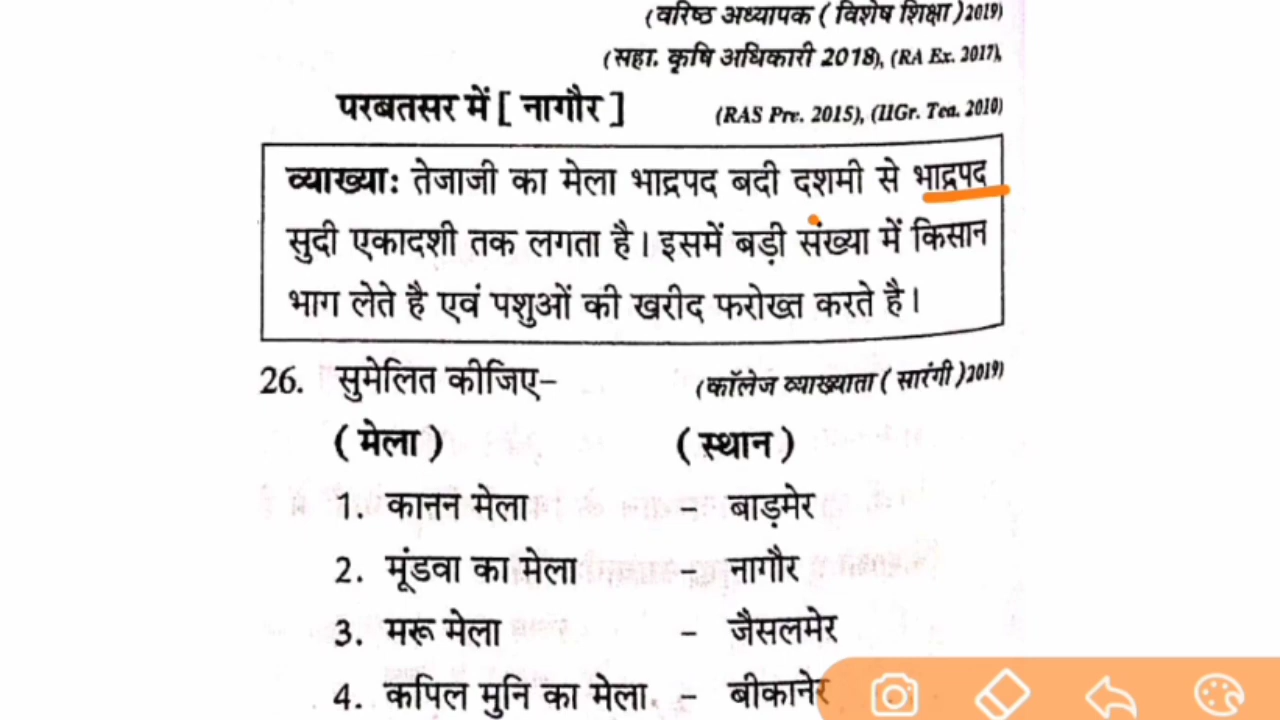 (वरिष्ठ अध्यापक ( विशेष शिक्षा )2019)
(सहा. कृषि अधिकारी 2018), (RA Ex. 2017),
परबतसर में [ नागौर ] (RAS Pre. 2015), (IIGr. Tea. 2010)
व्याख्या: तेजाजी का मेला भाद्रपद बदी दशमी से भाद्रपद
सुदी एकादशी तक लगता है। इसमें बड़ी संख्या में किसान
भाग लेते है एवं पशुओं की खरीद फरोख्त करते है।
26. सुमेलित कीजिए– (कॉलेज व्याख्याता ( सारंगी )2019)
( मेला ) ( स्थान )
1. कानन मेला – बाड़मेर
2. मूंडवा का मेला – नागौर
3. मरू मेला – जैसलमेर
4. कपिल मुनि का मेला. – बीकानेर